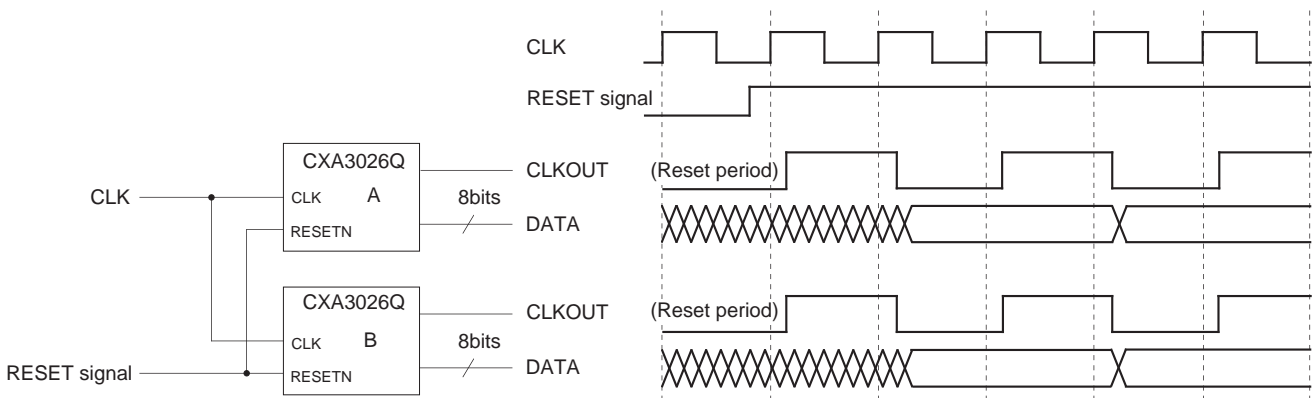 CLK
RESET signal
CXA3026Q
CLK
CLK A
8bits
RESETN
CLKOUT
(Reset period)
DATA
CXA3026Q
CLK B
8bits
RESET signal
RESETN
CLKOUT
(Reset period)
DATA